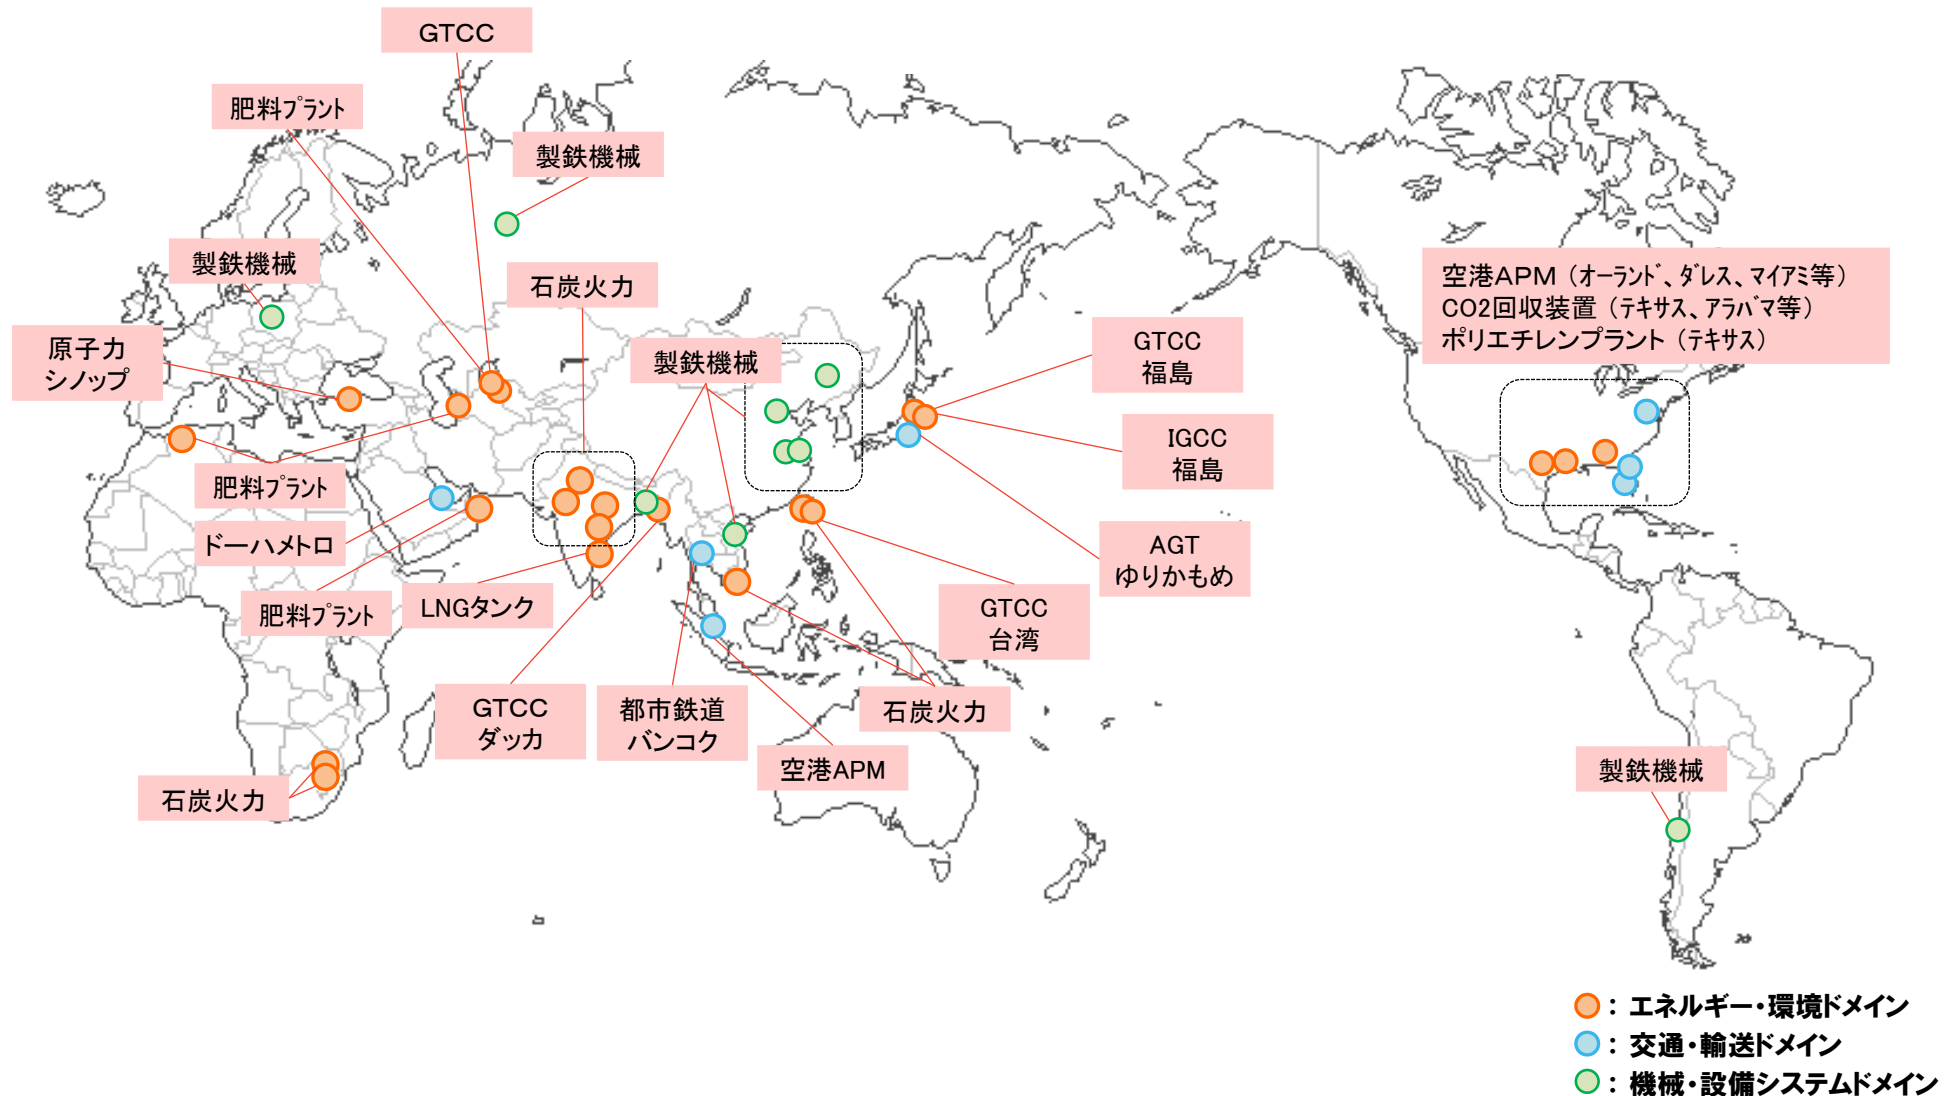 GTCC
肥料プラント
製鉄機械
製鉄機械
石炭火力
空港APM（オーランド、ダレス、マイアミ等）
CO2回収装置（テキサス、アラバマ等）
ポリエチレンプラント（テキサス）
原子力
シノップ
製鉄機械
GTCC
福島
IGCC
福島
肥料プラント
ドーハメトロ
AGT
ゆりかもめ
肥料プラント
LNGタンク
GTCC
台湾
GTCC
ダッカ
都市鉄道
バンコク
石炭火力
空港APM
製鉄機械
石炭火力
：エネルギー・環境ドメイン
：交通・輸送ドメイン
：機械・設備システムドメイン